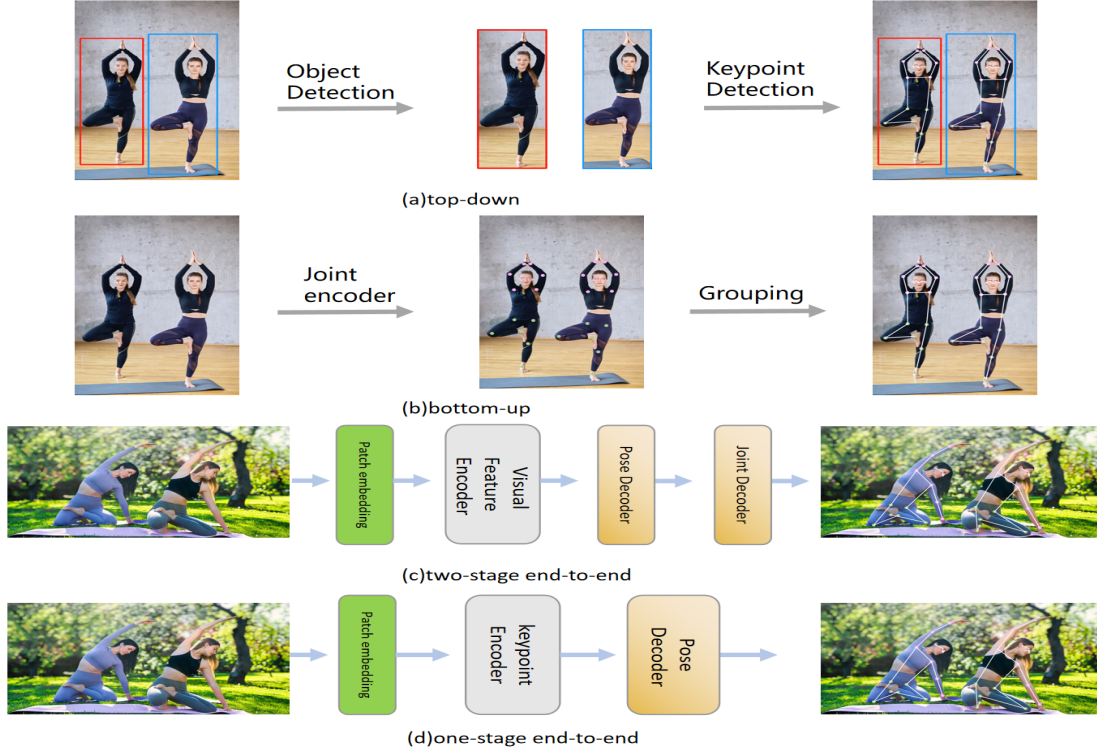 Object
Detection
Keypoint
Detection
(a)top-down
Joint
encoder
Grouping
(b)bottom-up
Patch embedding
Visual
Feature
Encoder
Pose Decoder
Joint Decoder
(c)two-stage end-to-end
Patch embedding
keypoint
Encoder
Pose
Decoder
(d)one-stage end-to-end